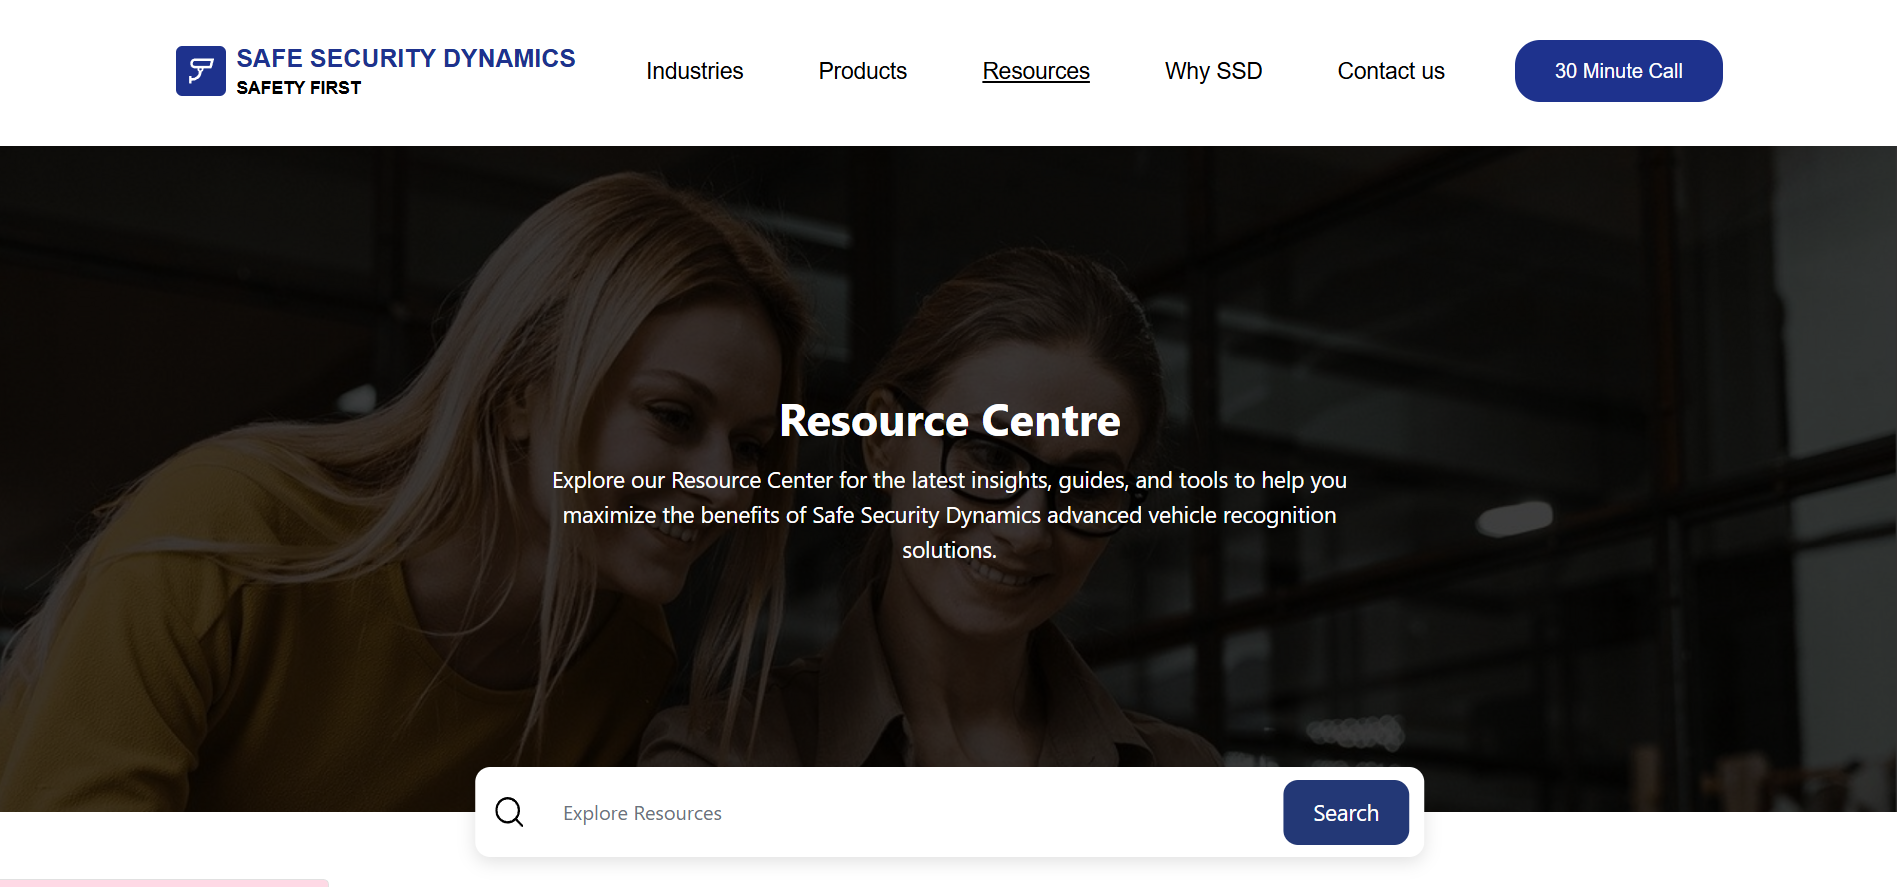 SAFE SECURITY DYNAMICS
SAFETY FIRST
Industries
Products
Resources
Why SSD
Contact us
30 Minute Call
Resource Centre
Explore our Resource Center for the latest insights, guides, and tools to help you
maximize the benefits of Safe Security Dynamics advanced vehicle recognition
solutions.
Explore Resources
Search